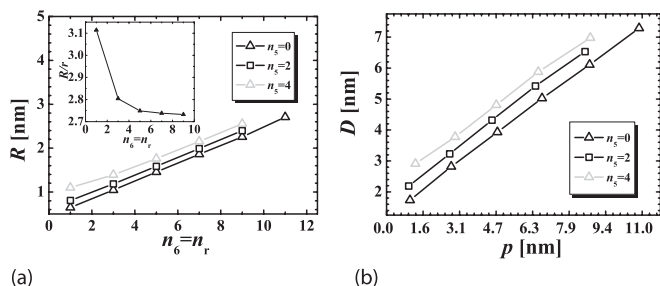 5
4
3
2
1
0 2 4 6 8 10 12
R [nm]
n₆=nᵣ
3.1
3.0
2.9
2.8
2.7
0 2 4 6 8 10
R/r
n₆=nᵣ
n₅=0
n₅=2
n₅=4
(a)
7
6
5
4
3
2
1
0.0 1.6 3.1 4.7 6.3 7.9 9.4 11.0
D [nm]
p [nm]
n₅=0
n₅=2
n₅=4
(b)